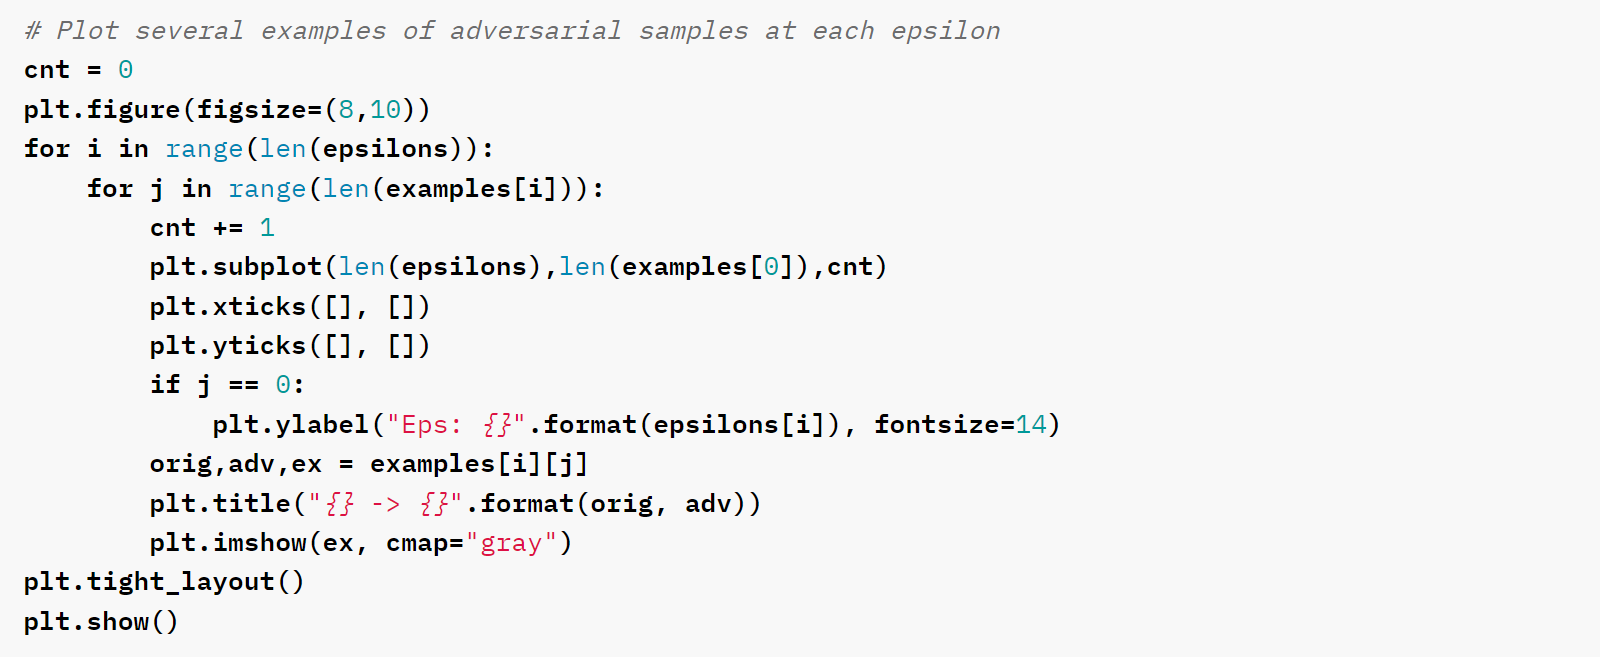 # Plot several examples of adversarial samples at each epsilon
cnt = 0
plt.figure(figsize=(8,10))
for i in range(len(epsilons)):
    for j in range(len(examples[i])):
        cnt += 1
        plt.subplot(len(epsilons),len(examples[0]),cnt)
        plt.xticks([], [])
        plt.yticks([], [])
        if j == 0:
            plt.ylabel("Eps: {}".format(epsilons[i]), fontsize=14)
        orig,adv,ex = examples[i][j]
        plt.title("{} -> {}".format(orig, adv))
        plt.imshow(ex, cmap="gray")
plt.tight_layout()
plt.show()